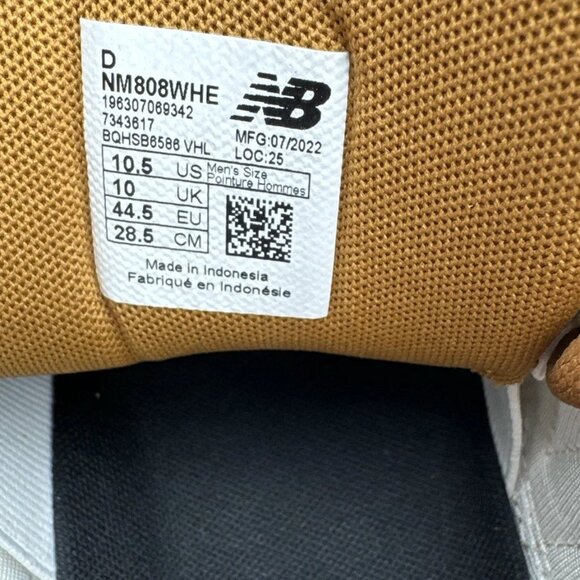 D
NM808WHE
196307069342
7343617
BQHSB6586 VHL
NB
MFG:07/2022
LOC:25
10.5 US Men's Size
Pointure Hommes
10 UK
44.5 EU
28.5 CM
Made in Indonesia
Fabriqué en Indonésie